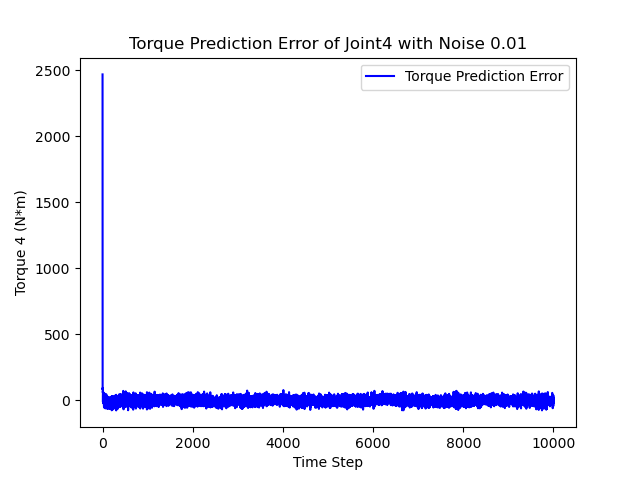 Torque Prediction Error of Joint4 with Noise 0.01
Torque Prediction Error
2500
2000
1500
1000
500
0
Torque 4 (N*m)
0 2000 4000 6000 8000 10000
Time Step